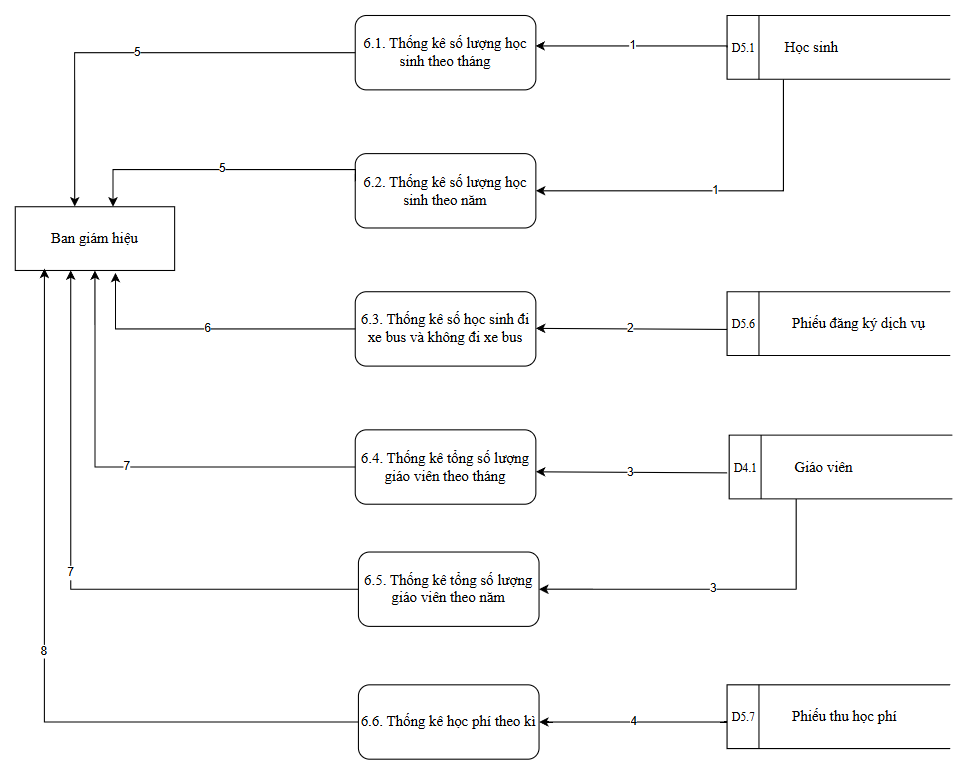 5
6.1. Thống kê số lượng học
sinh theo tháng
1
D5.1
Học sinh
5
6.2. Thống kê số lượng học
sinh theo năm
1
Ban giám hiệu
6
6.3. Thống kê số học sinh đi
xe bus và không đi xe bus
2
D5.6
Phiếu đăng ký dịch vụ
7
6.4. Thống kê tổng số lượng
giáo viên theo tháng
3
D4.1
Giáo viên
7
6.5. Thống kê tổng số lượng
giáo viên theo năm
3
8
6.6. Thống kê học phí theo kì
4
D5.7
Phiếu thu học phí